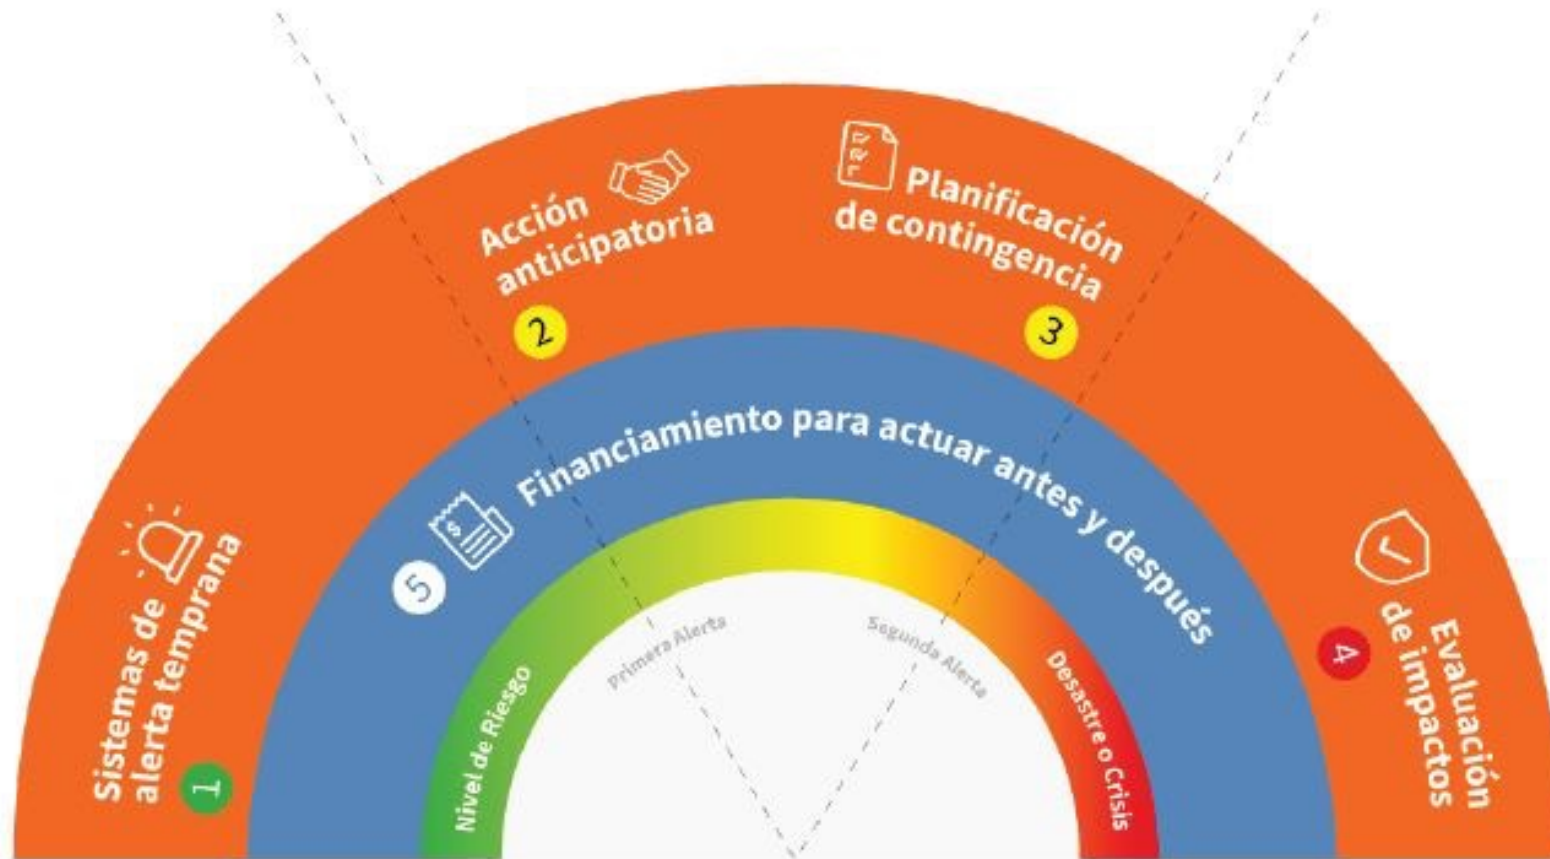 Sistemas de
alerta temprana
1
Acción
anticipatoria
2
Planificación
de contingencia
3
Evaluación
de impactos
4
5
$
Financiamiento para actuar antes y después
Nivel de Riesgo
Primera Alerta
Segunda Alerta
Desastre o Crisis